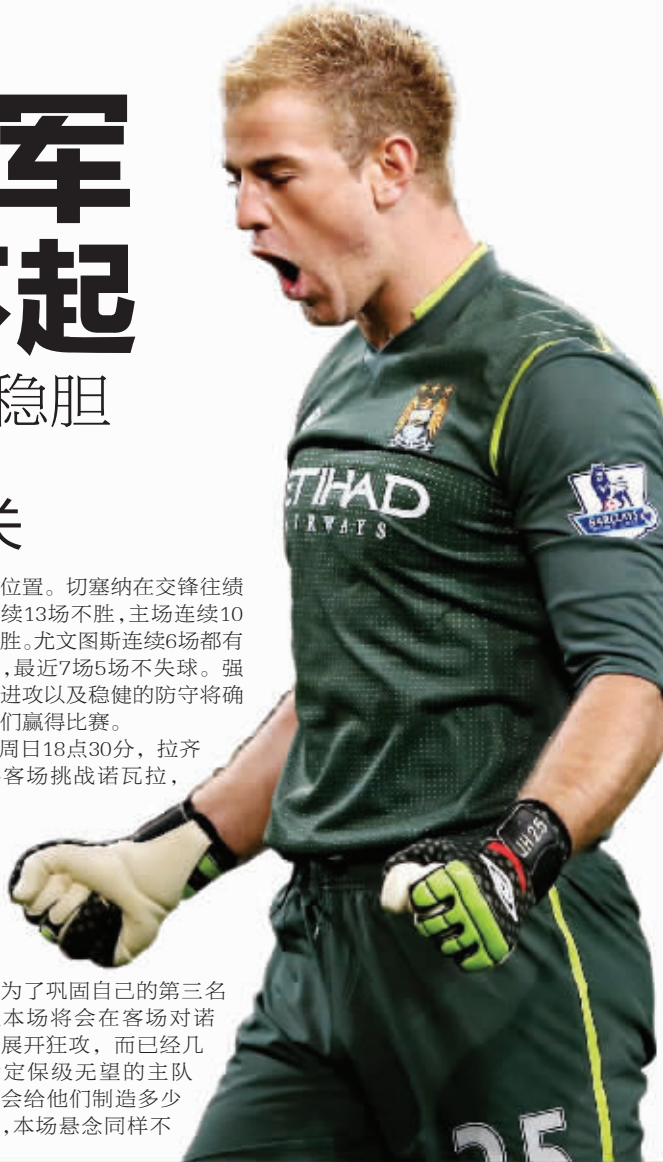 军
起
稳胆
关
位置。切塞纳在交锋往绩
续13场不胜，主场连续10
胜。尤文图斯连续6场都有
，最近7场5场不失球。强
进攻以及稳健的防守将确
们赢得比赛。
周日18点30分，拉齐
客场挑战诺瓦拉，
ETIHAD
AIRWAYS
BARCLAYS
JH 25
为了巩固自己的第三名
本场将会在客场对诺
展开狂攻，而已经几
定保级无望的主队
会给他们制造多少
，本场悬念同样不
25